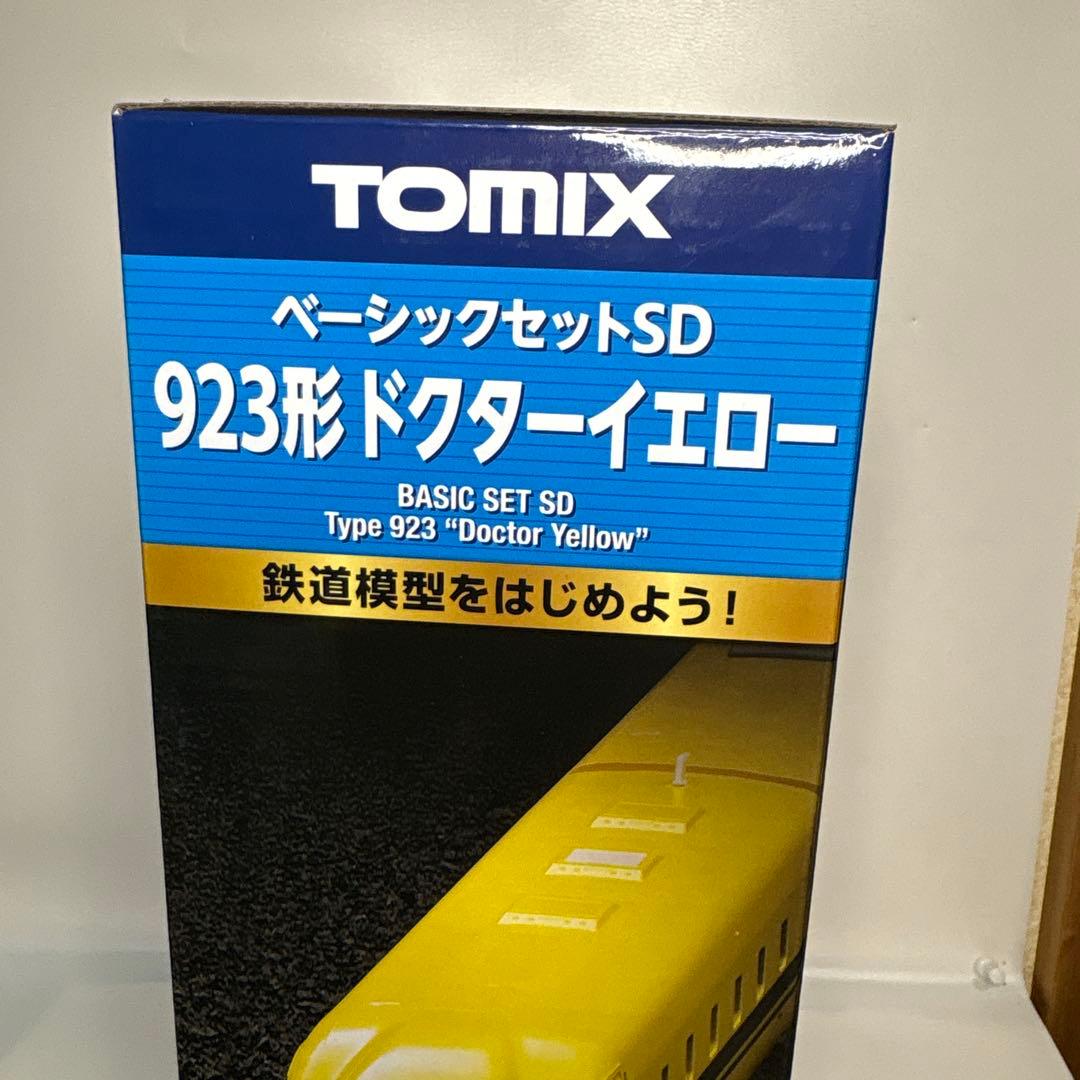 TOMIX
ベーシックセットSD
923形 ドクターイエロー
BASIC SET SD
Type 923 “Doctor Yellow”
鉄道模型をはじめよう!